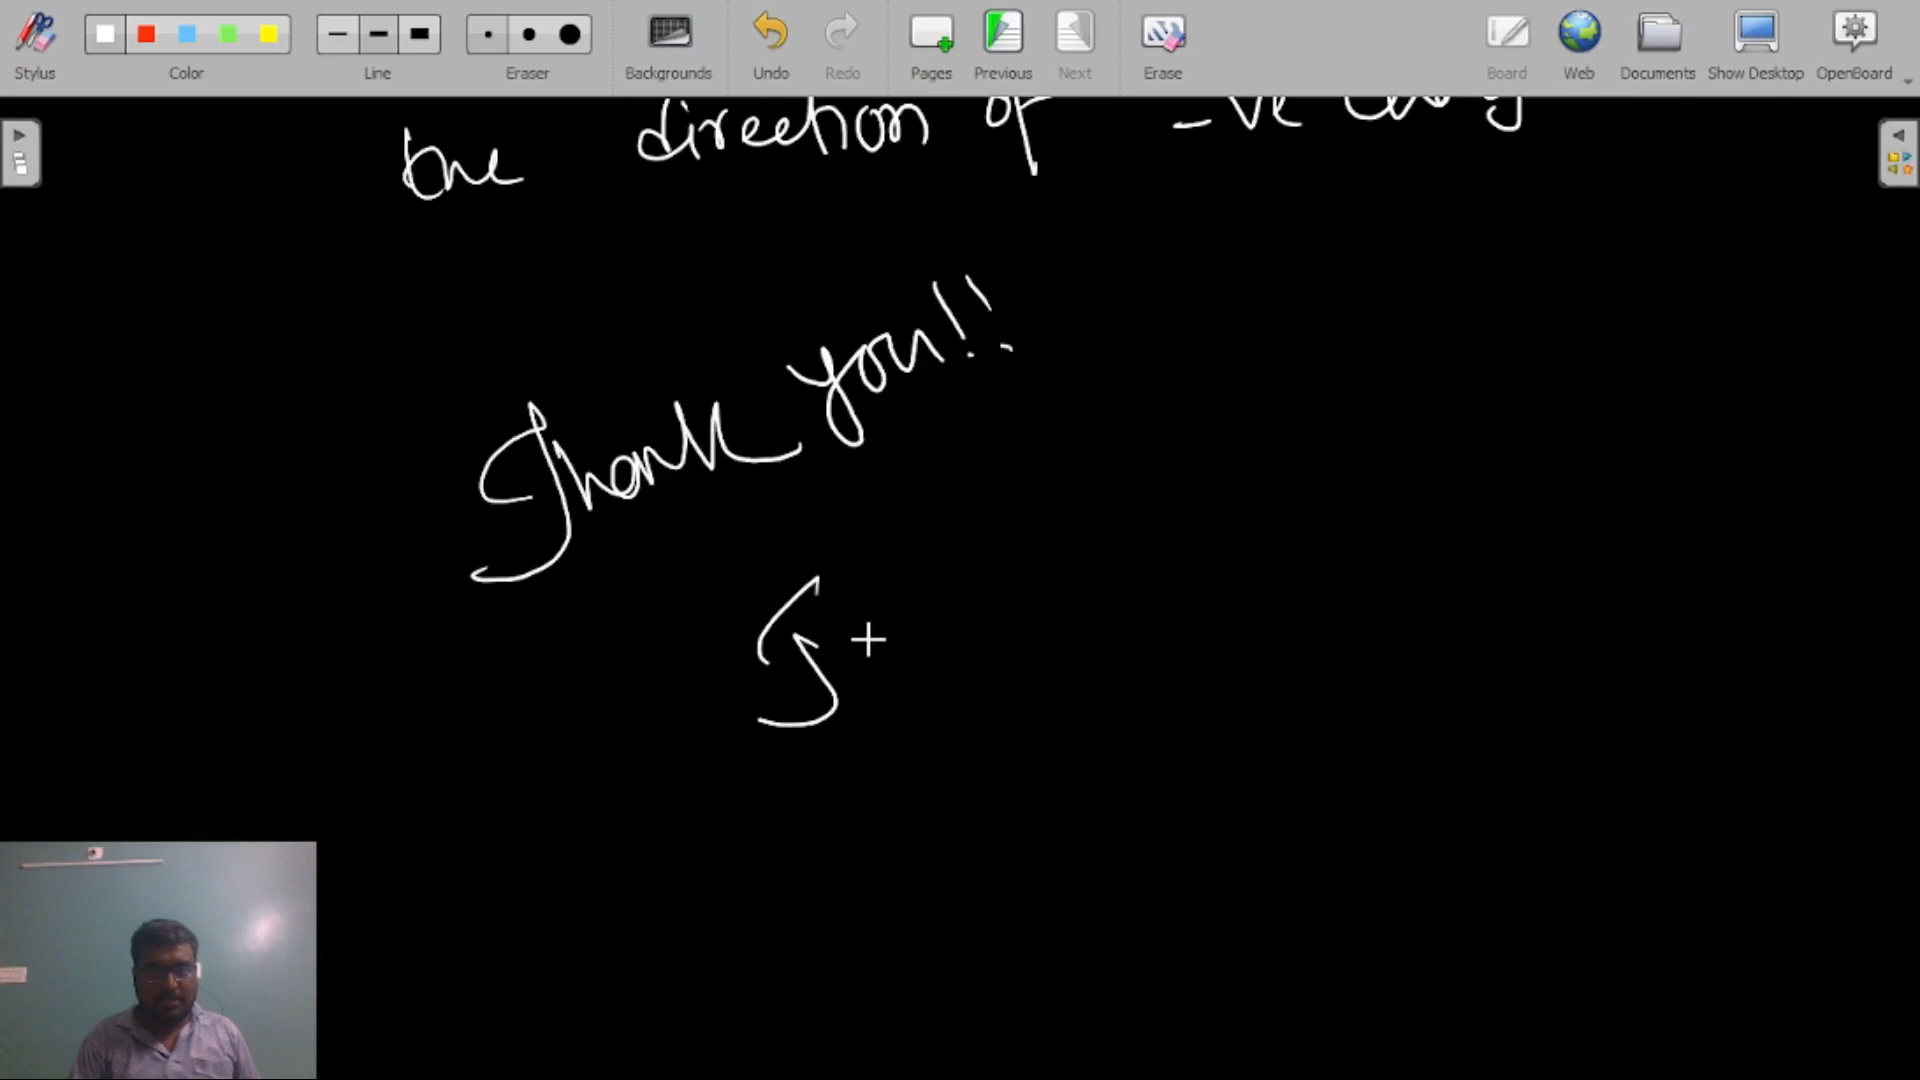 Stylus Color Line Eraser Backgrounds Undo Redo Pages Previous Next Erase Board Web Documents Show Desktop OpenBoard
the direction of -ve
Thank you!!